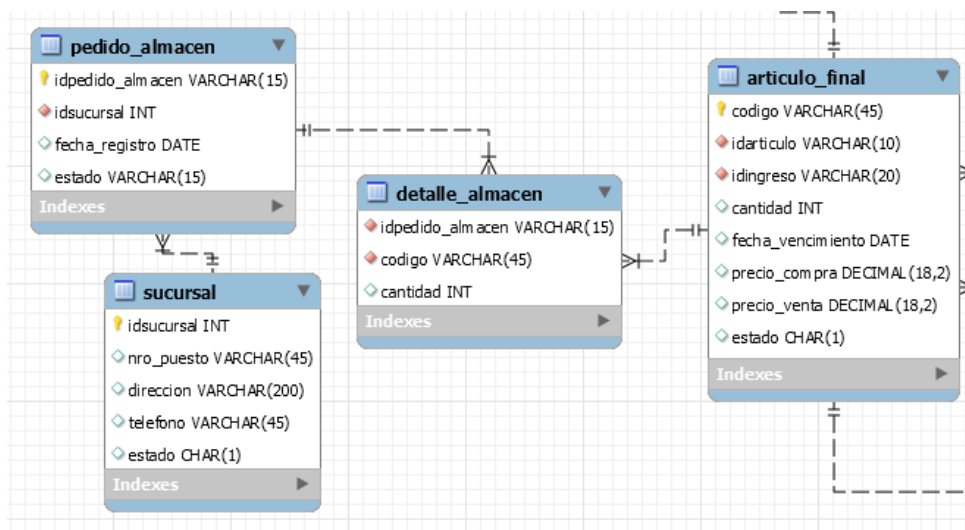 pedido_almacen
idpedido_almacen VARCHAR(15)
idsucursal INT
fecha_registro DATE
estado VARCHAR(15)
Indexes
sucursal
idsucursal INT
nro_puesto VARCHAR(45)
direccion VARCHAR(200)
telefono VARCHAR(45)
estado CHAR(1)
Indexes
detalle_almacen
idpedido_almacen VARCHAR(15)
codigo VARCHAR(45)
cantidad INT
Indexes
articulo_final
codigo VARCHAR(45)
idarticulo VARCHAR(10)
idingreso VARCHAR(20)
cantidad INT
fecha_vencimiento DATE
precio_compra DECIMAL(18,2)
precio_venta DECIMAL(18,2)
estado CHAR(1)
Indexes